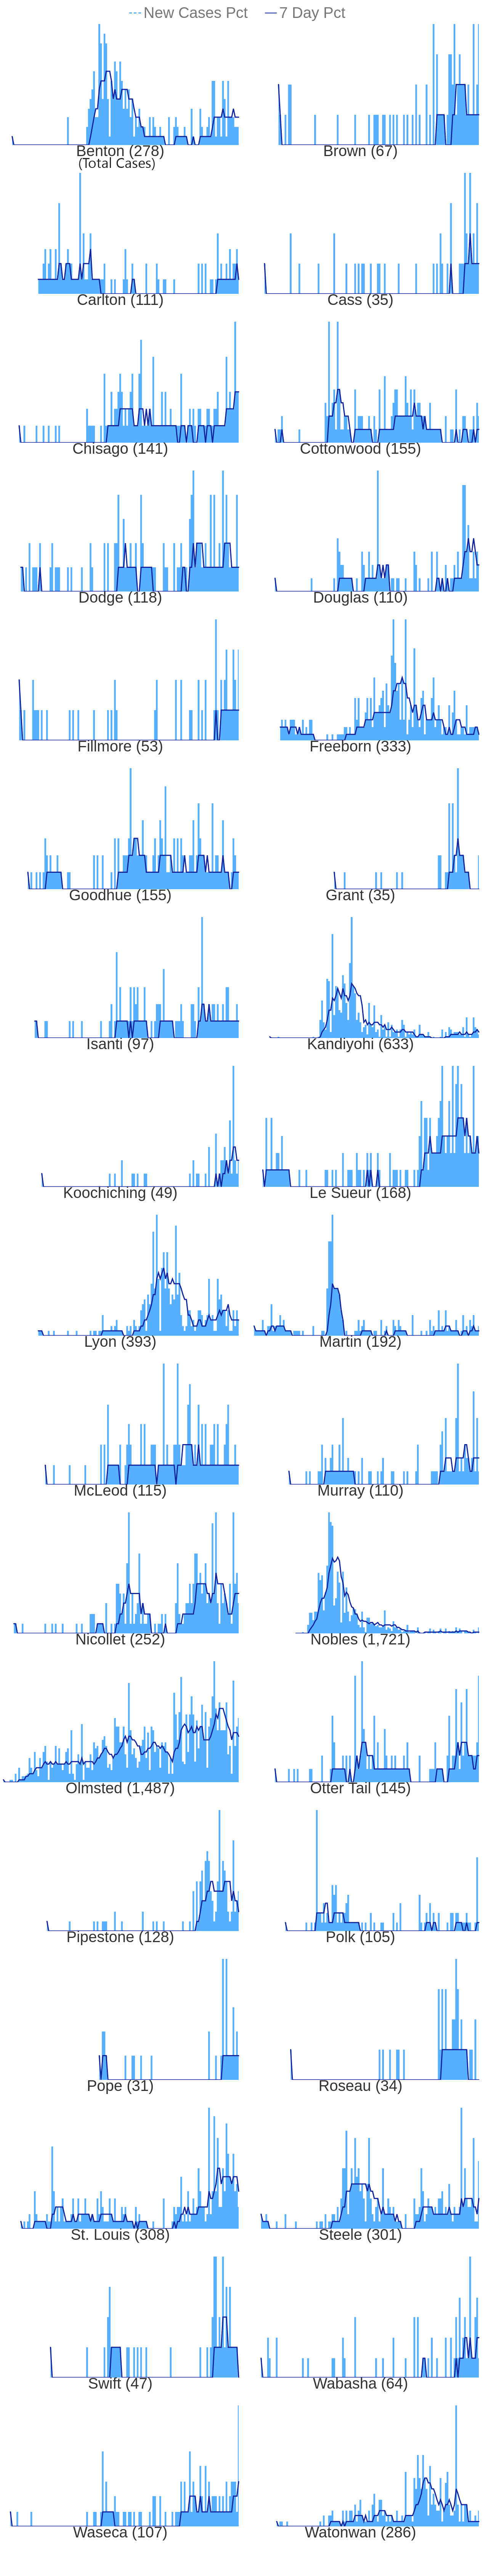 New Cases Pct 7 Day Pct
Benton (278) Brown (67)
(Total Cases)
Carlton (111) Cass (35)
Chisago (141) Cottonwood (155)
Dodge (118) Douglas (110)
Fillmore (53) Freeborn (333)
Goodhue (155) Grant (35)
Isanti (97) Kandiyohi (633)
Koochiching (49) Le Sueur (168)
Lyon (393) Martin (192)
McLeod (115) Murray (110)
Nicollet (252) Nobles (1,721)
Olmsted (1,487) Otter Tail (145)
Pipestone (128) Polk (105)
Pope (31) Roseau (34)
St. Louis (308) Steele (301)
Swift (47) Wabasha (64)
Waseca (107) Watonwan (286)